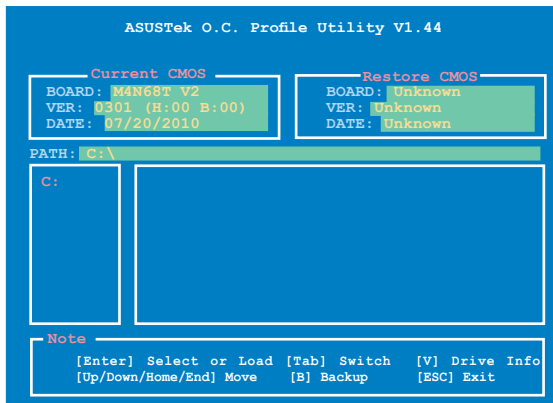 ASUSTek O.C. Profile Utility V1.44
Current CMOS
BOARD: M4N68T V2
VER: 0301 (H:00 B:00)
DATE: 07/20/2010
Restore CMOS
BOARD: Unknown
VER: Unknown
DATE: Unknown
PATH: C:\
C:
Note
[Enter] Select or Load [Tab] Switch [V] Drive Info
[Up/Down/Home/End] Move [B] Backup [ESC] Exit